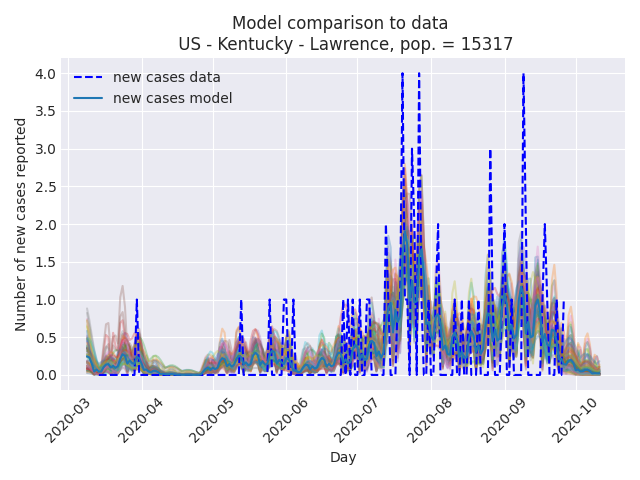 Model comparison to data
US - Kentucky - Lawrence, pop. = 15317
new cases data
new cases model
Number of new cases reported
4.0
3.5
3.0
2.5
2.0
1.5
1.0
0.5
0.0
2020-03
2020-04
2020-05
2020-06
2020-07
2020-08
2020-09
2020-10
Day